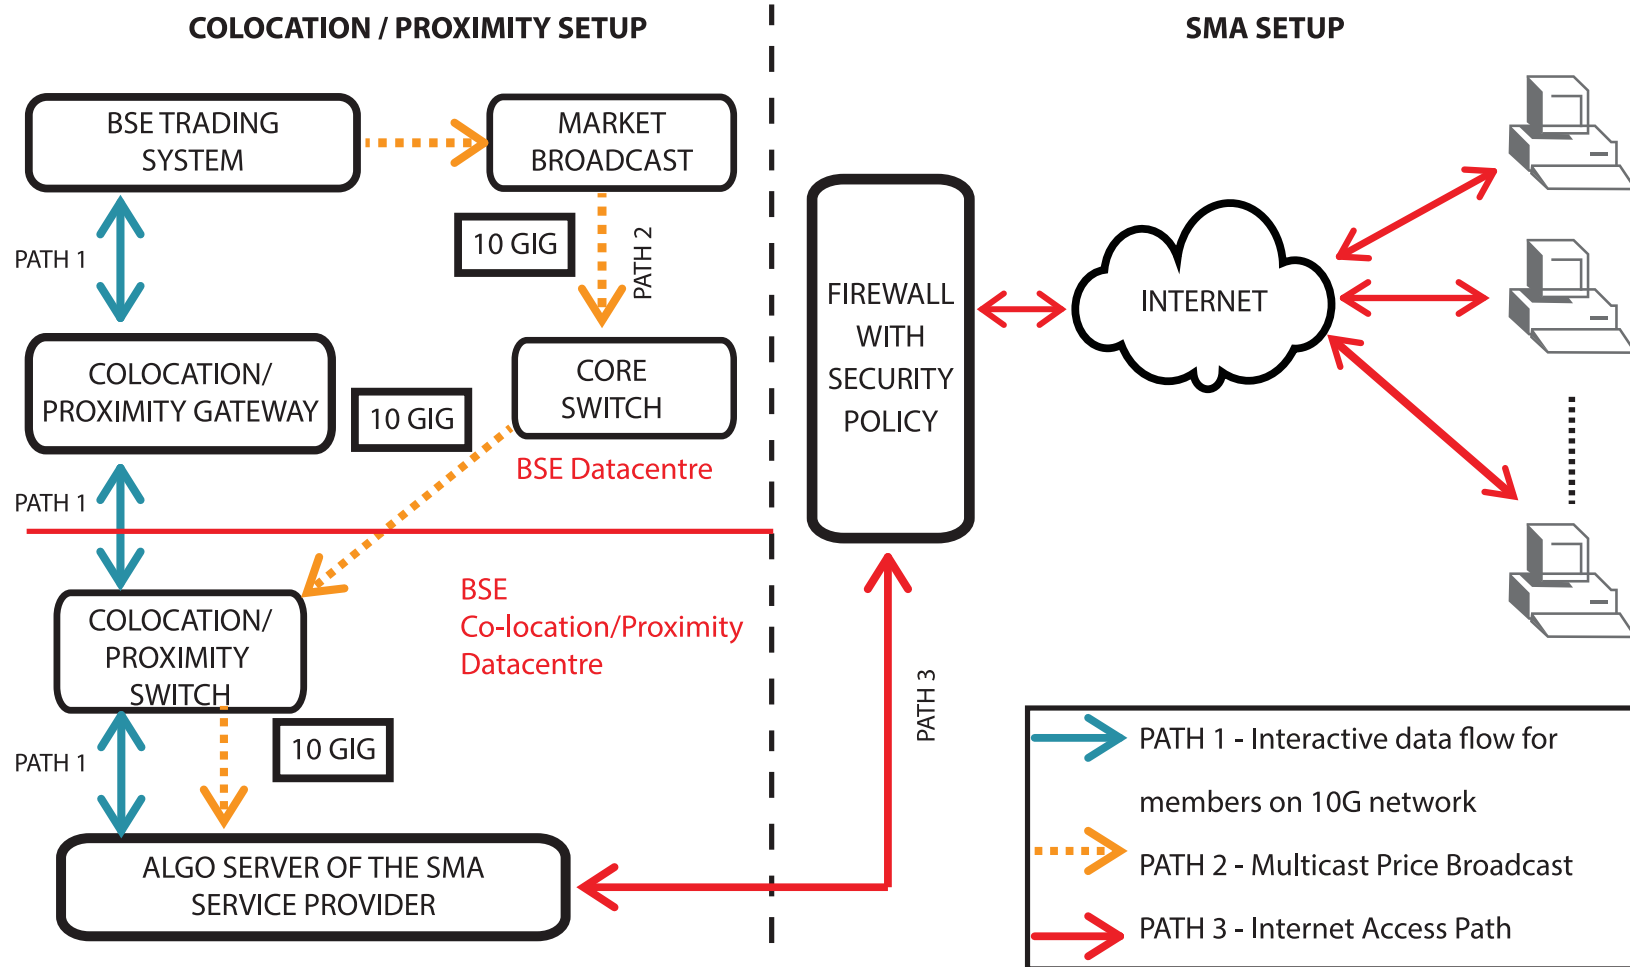 COLOCATION / PROXIMITY SETUP
BSE TRADING
SYSTEM
MARKET
BROADCAST
PATH 1
10 GIG
PATH 2
COLOCATION/
PROXIMITY GATEWAY
10 GIG
CORE
SWITCH
BSE Datacentre
PATH 1
COLOCATION/
PROXIMITY
SWITCH
BSE
Co-location/Proximity
Datacentre
PATH 1
10 GIG
ALGO SERVER OF THE SMA
SERVICE PROVIDER
SMA SETUP
FIREWALL
WITH
SECURITY
POLICY
INTERNET
PATH 3
PATH 1 - Interactive data flow for
members on 10G network
PATH 2 - Multicast Price Broadcast
PATH 3 - Internet Access Path